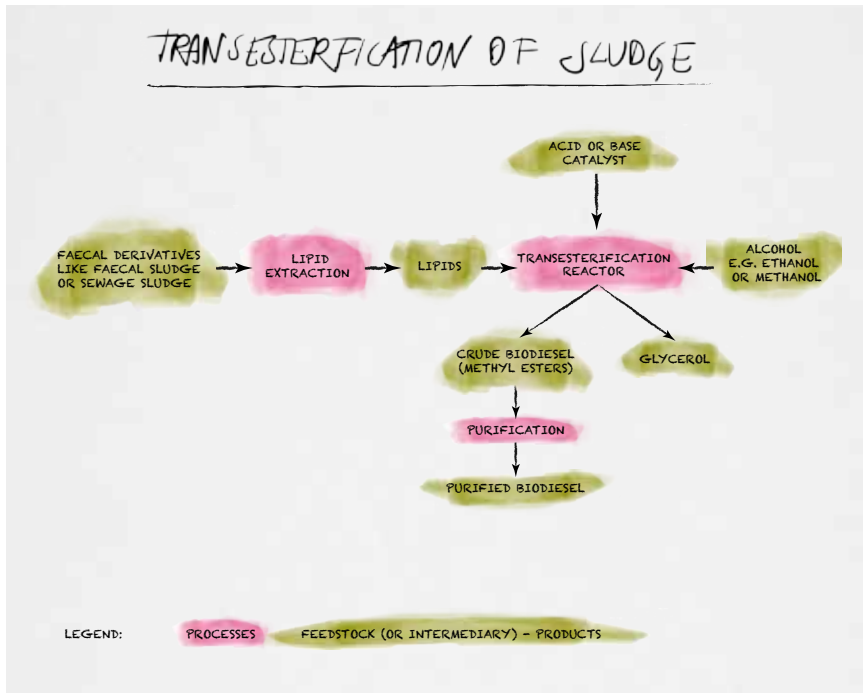 TRANSESTERFICATION OF SLUDGE
ACID OR BASE
CATALYST
FAECAL DERIVATIVES
LIKE FAECAL SLUDGE
OR SEWAGE SLUDGE
LIPID
EXTRACTION
LIPIDS
TRANSESTERIFICATION
REACTOR
ALCOHOL
E.G. ETHANOL
OR METHANOL
CRUDE BIODIESEL
(METHYL ESTERS)
GLYCEROL
PURIFICATION
PURIFIED BIODIESEL
LEGEND:
PROCESSES
FEEDSTOCK (OR INTERMEDIARY) - PRODUCTS